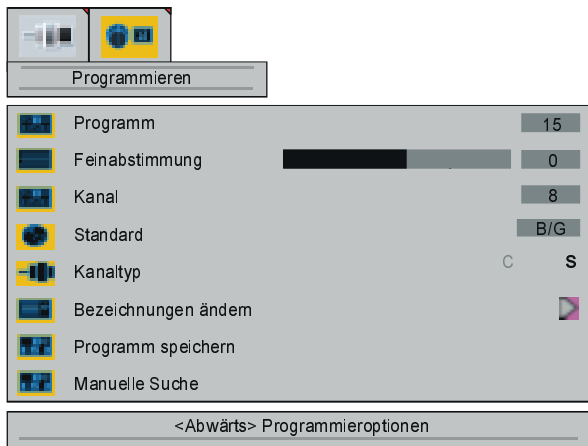 Programmieren
Programm 15
Feinabstimmung 0
Kanal 8
Standard B/G
Kanaltyp C S
Bezeichnungen ändern
Programm speichern
Manuelle Suche
<Abwärts> Programmieroptionen